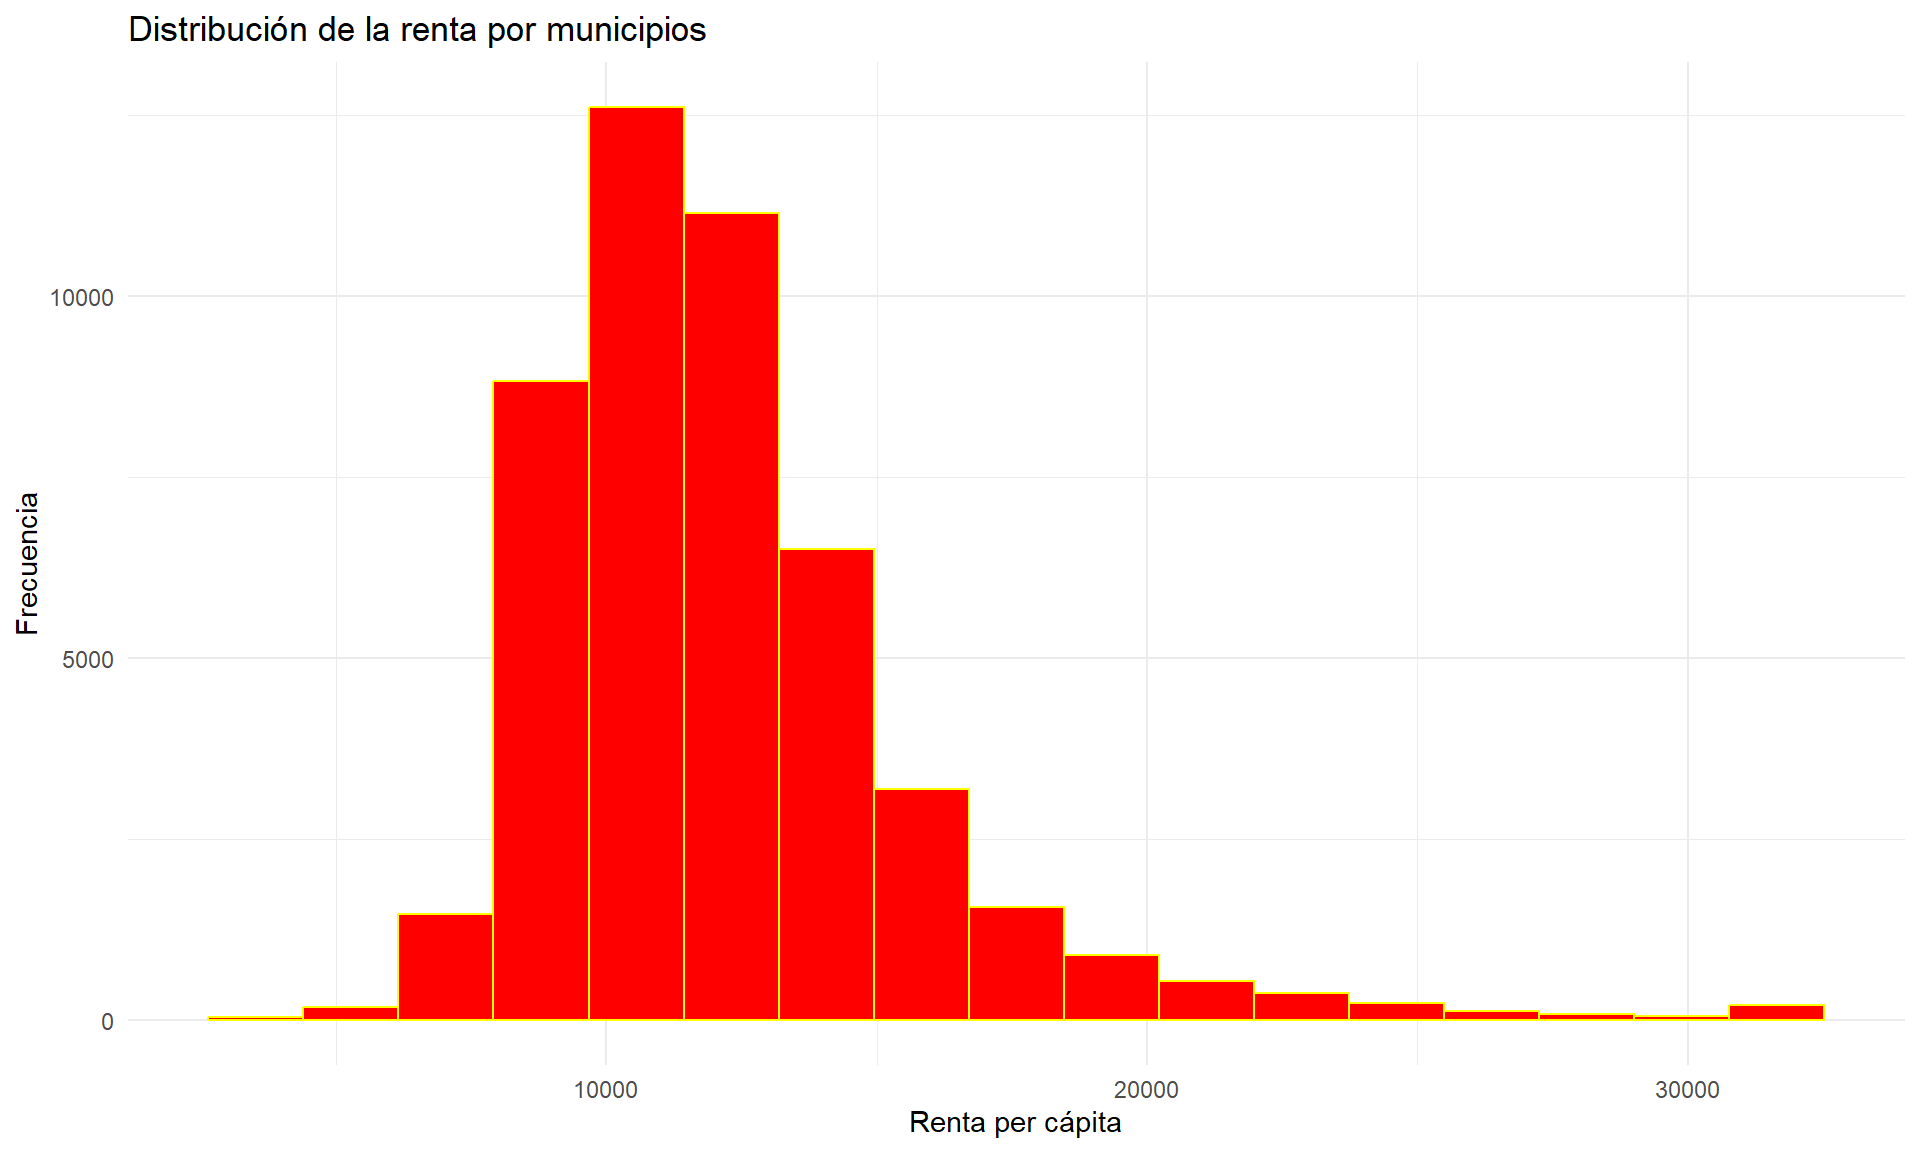 Distribución de la renta por municipios
Frecuencia
10000
5000
0
10000
20000
30000
Renta per cápita